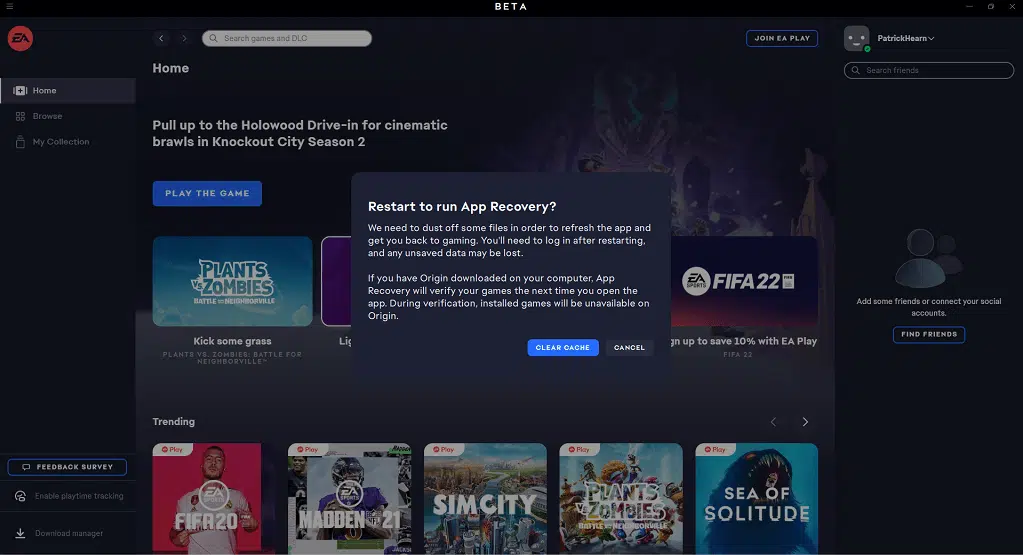 BETA
EA
Search games and DLC
JOIN EA PLAY
PatrickHearn
Home
Search friends
Home
Browse
My Collection
Pull up to the Holowood Drive-in for cinematic
brawls in Knockout City Season 2
PLAY THE GAME
Restart to run App Recovery?
We need to dust off some files in order to refresh the app and
get you back to gaming. You'll need to log in after restarting,
and any unsaved data may be lost.
If you have Origin downloaded on your computer, App
Recovery will verify your games the next time you open the
app. During verification, installed games will be unavailable on
Origin.
CLEAR CACHE
CANCEL
PLANTS
VS. ZOMBIES
BATTLE FOR NEIGHBORVILLE
EA SPORTS FIFA 22
Kick some grass
PLANTS VS. ZOMBIES: BATTLE FOR
NEIGHBORVILLE™
Lig
gn up to save 10% with EA Play
FIFA 22
Add some friends or connect your social
accounts.
FIND FRIENDS
Trending
FEEDBACK SURVEY
Enable playtime tracking
Download manager
Play
EA SPORTS
FIFA20
Play
EA SPORTS
MADDEN NFL 21
Play
SIMCITY
Play
PLANTS
VS. ZOMBIES
BATTLE FOR NEIGHBORVILLE
Play
SEA OF
SOLITUDE